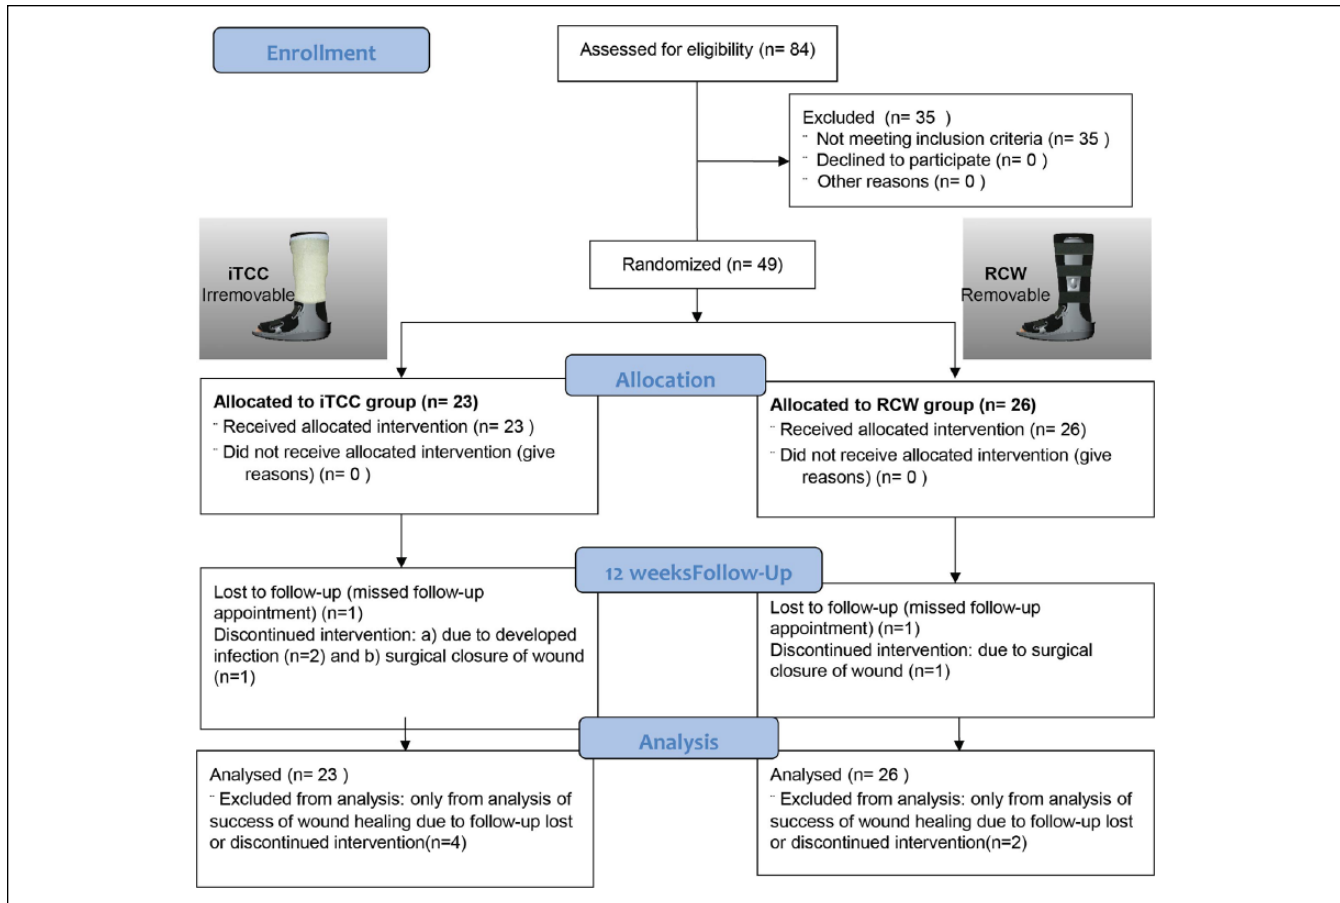 Enrollment
Assessed for eligibility (n= 84)
Excluded (n= 35 )
¨ Not meeting inclusion criteria (n= 35 )
¨ Declined to participate (n= 0 )
¨ Other reasons (n= 0 )
iTCC
Irremovable
Randomized (n= 49)
RCW
Removable
Allocation
Allocated to iTCC group (n= 23)
¨ Received allocated intervention (n= 23 )
¨ Did not receive allocated intervention (give
reasons) (n= 0 )
Allocated to RCW group (n= 26)
¨ Received allocated intervention (n= 26)
¨ Did not receive allocated intervention (give
reasons) (n= 0 )
12 weeksFollow-Up
Lost to follow-up (missed follow-up
appointment) (n=1)
Discontinued intervention: a) due to developed
infection (n=2) and b) surgical closure of wound
(n=1)
Lost to follow-up (missed follow-up
appointment) (n=1)
Discontinued intervention: due to surgical
closure of wound (n=1)
Analysis
Analysed (n= 23 )
¨ Excluded from analysis: only from analysis of
success of wound healing due to follow-up lost
or discontinued intervention(n=4)
Analysed (n= 26 )
¨ Excluded from analysis: only from analysis of
success of wound healing due to follow-up lost
or discontinued intervention(n=2)